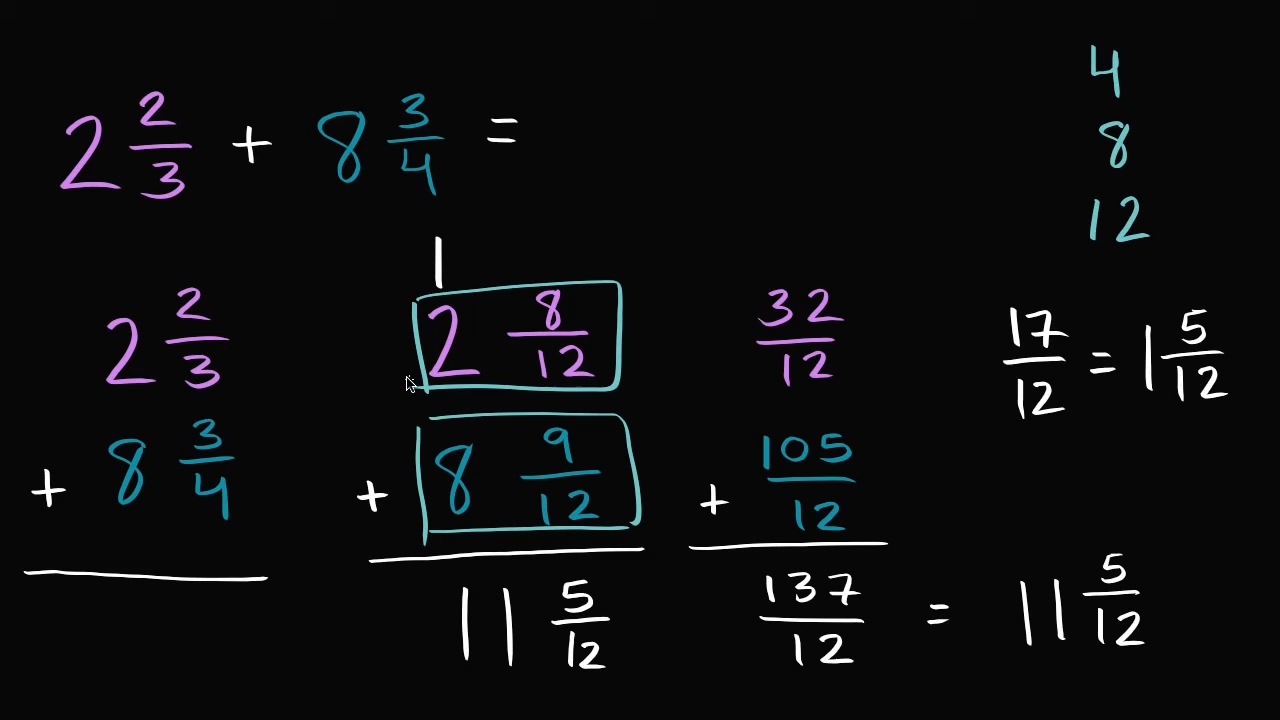 2 2/3 + 8 3/4 =
4
8
12
2 2/3
+ 8 3/4
1
2 8/12
+ 8 9/12
11 5/12
32/12
+ 105/12
137/12 = 11 5/12
17/12 = 1 5/12